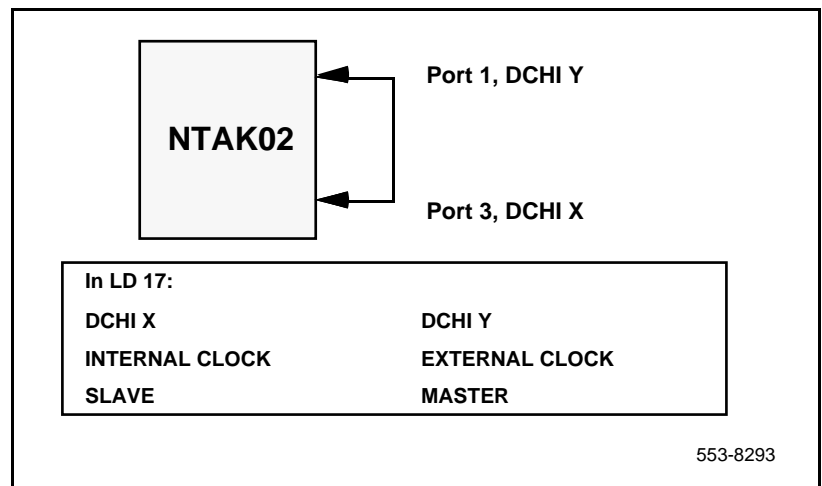 Port 1, DCHI Y
NTAK02
Port 3, DCHI X
In LD 17:
DCHI X DCHI Y
INTERNAL CLOCK EXTERNAL CLOCK
SLAVE MASTER
553-8293